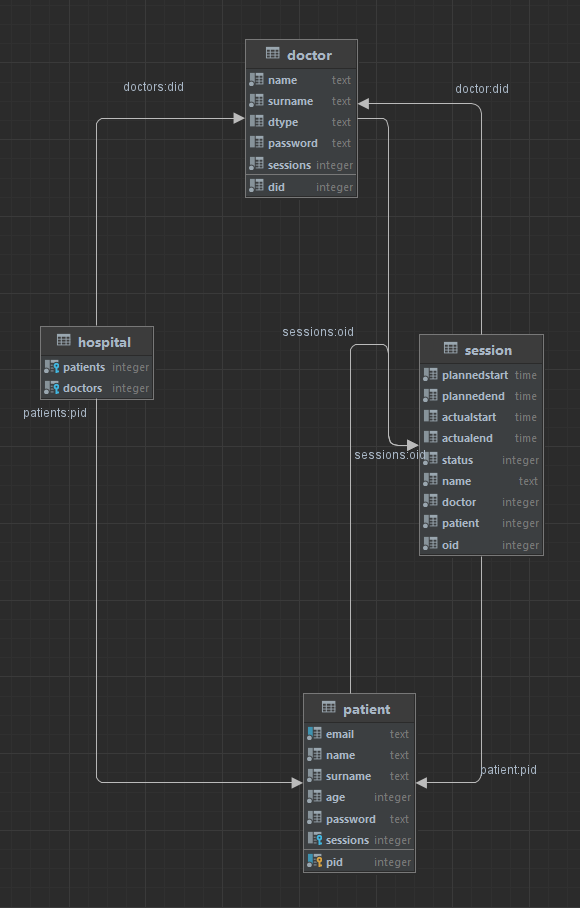 doctor
doctors:did
doctor:did
name text
surname text
dtype text
password text
sessions integer
did integer
sessions:oid
hospital
patients integer
doctors integer
patients:pid
session
plannedstart time
plannedend time
actualstart time
actualend time
sessions:oid
status integer
name text
doctor integer
patient integer
oid integer
patient
email text
name text
surname text
age integer
password text
sessions integer
pid integer
patient:pid